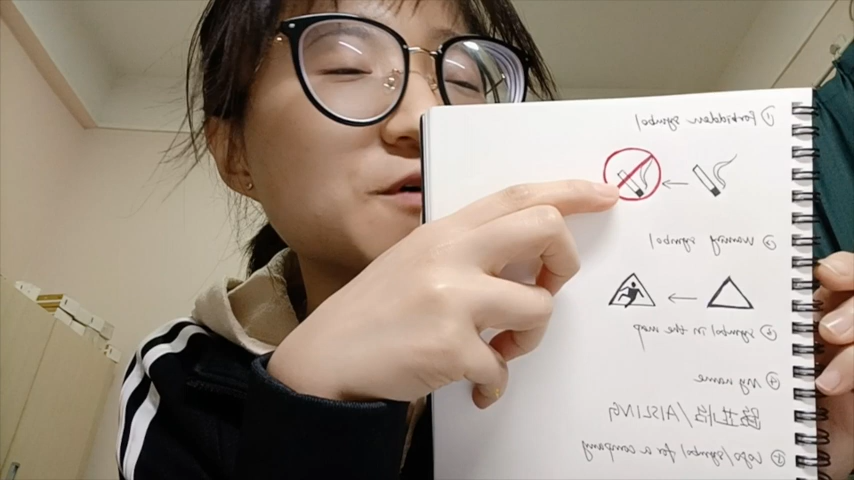 ① Forbidden symbol
② Warning symbol
③ symbol in the map
④ My name
/AISLING
⑤ Logo/symbol for a company